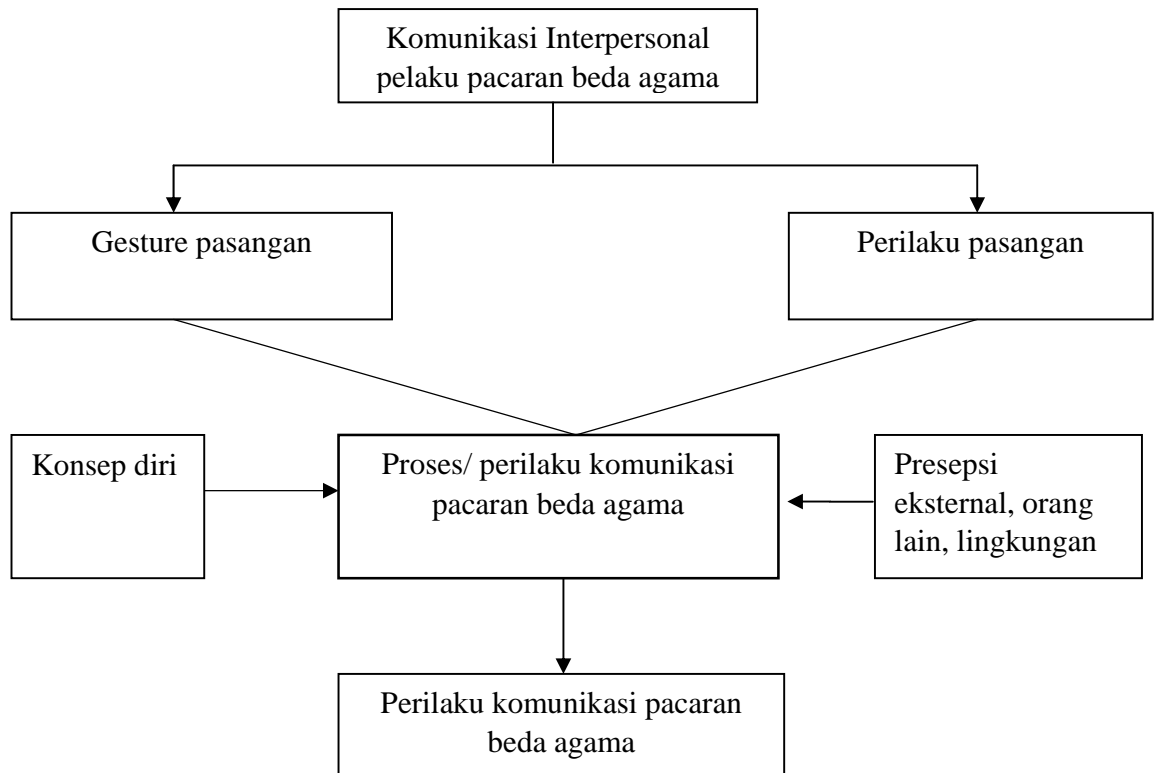 Komunikasi Interpersonal
pelaku pacaran beda agama
Gesture pasangan
Perilaku pasangan
Konsep diri
Proses/ perilaku komunikasi
pacaran beda agama
Presepsi
eksternal, orang
lain, lingkungan
Perilaku komunikasi pacaran
beda agama